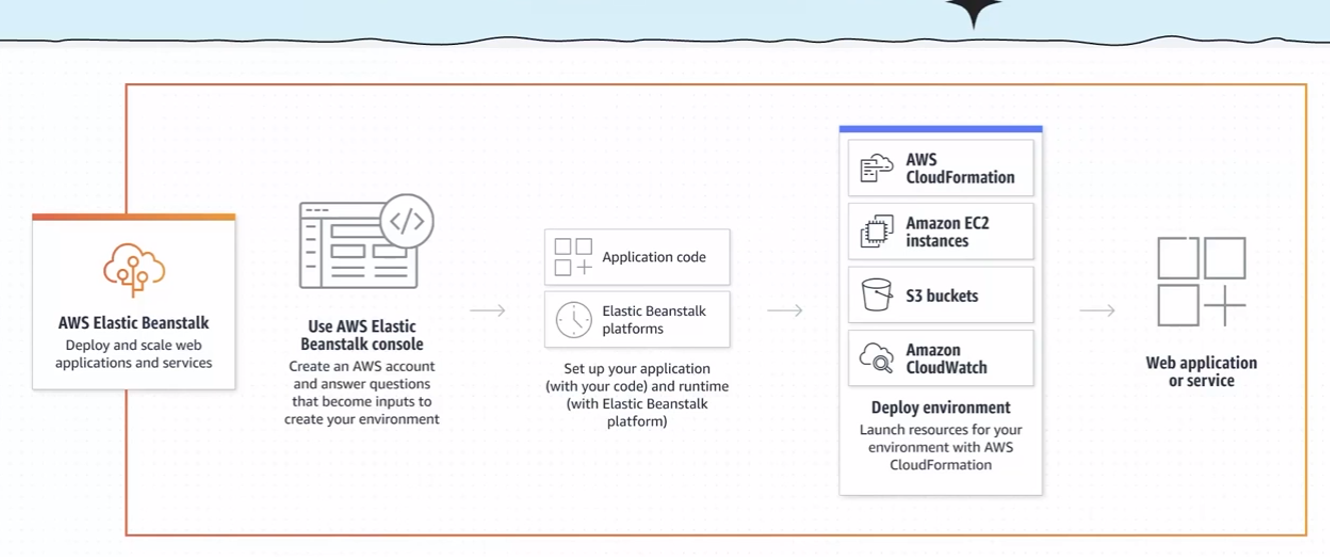 AWS Elastic Beanstalk
Deploy and scale web
applications and services
Use AWS Elastic
Beanstalk console
Create an AWS account
and answer questions
that become inputs to
create your environment
Application code
Elastic Beanstalk
platforms
Set up your application
(with your code) and runtime
(with Elastic Beanstalk
platform)
AWS
CloudFormation
Amazon EC2
instances
S3 buckets
Amazon
CloudWatch
Deploy environment
Launch resources for your
environment with AWS
CloudFormation
Web application
or service